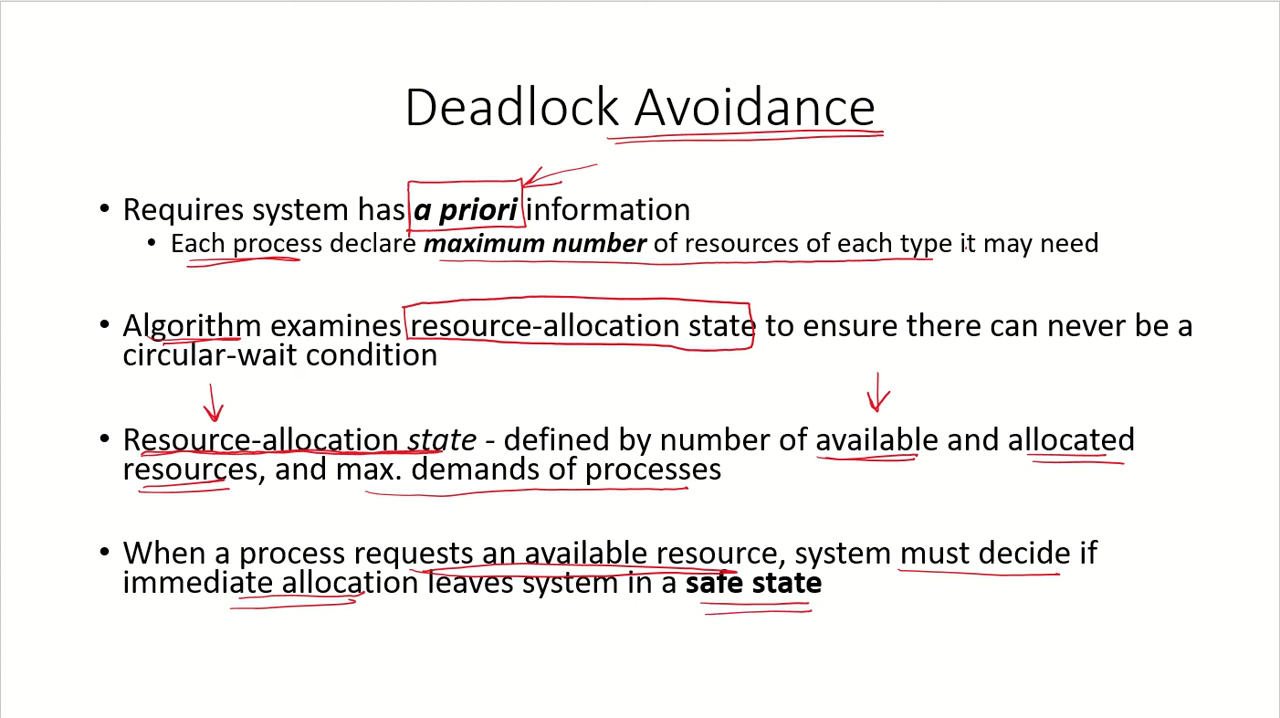 Deadlock Avoidance
• Requires system has a priori information
• Each process declare maximum number of resources of each type it may need
• Algorithm examines resource-allocation state to ensure there can never be a
circular-wait condition
• Resource-allocation state - defined by number of available and allocated
resources, and max. demands of processes
• When a process requests an available resource, system must decide if
immediate allocation leaves system in a safe state